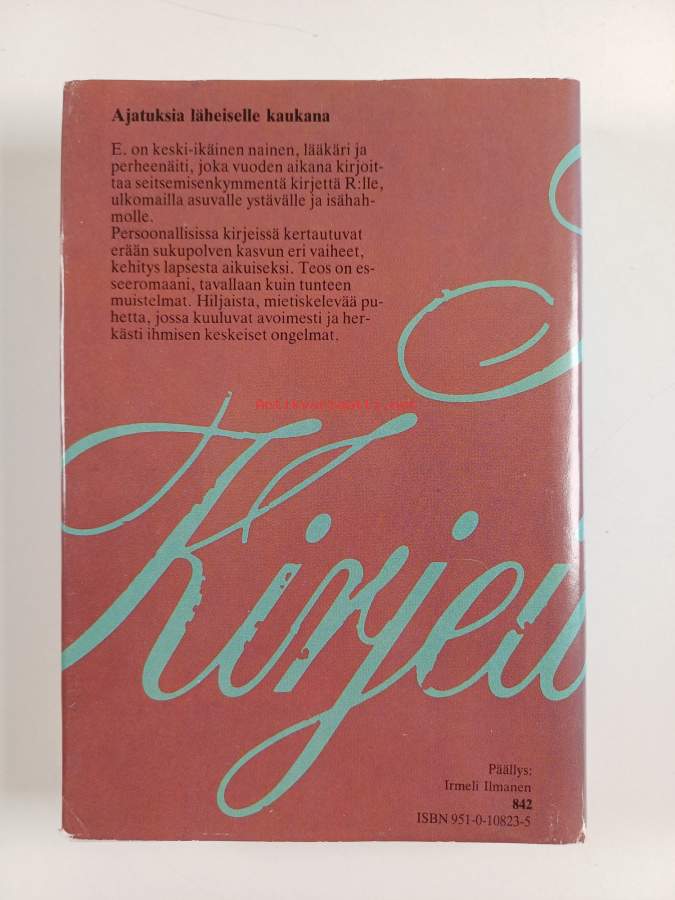 Ajatuksia läheiselle kaukana
E. on keski-ikäinen nainen, lääkäri ja
perheenäiti, joka vuoden aikana kirjoit-
taa seitsemisenkymmentä kirjettä R:lle,
ulkomailla asuvalle ystävälle ja isähah-
molle.
Persoonallisissa kirjeissä kertautuvat
erään sukupolven kasvun eri vaiheet,
kehitys lapsesta aikuiseksi. Teos on es-
seeromaani, tavallaan kuin tunteen
muistelmat. Hiljaista, mietiskelevää pu-
hetta, jossa kuuluvat avoimesti ja her-
kästi ihmisen keskeiset ongelmat.
Antikvariaatti.net
Kirjei
Päällys:
Irmeli Ilmanen
842
ISBN 951-0-10823-5